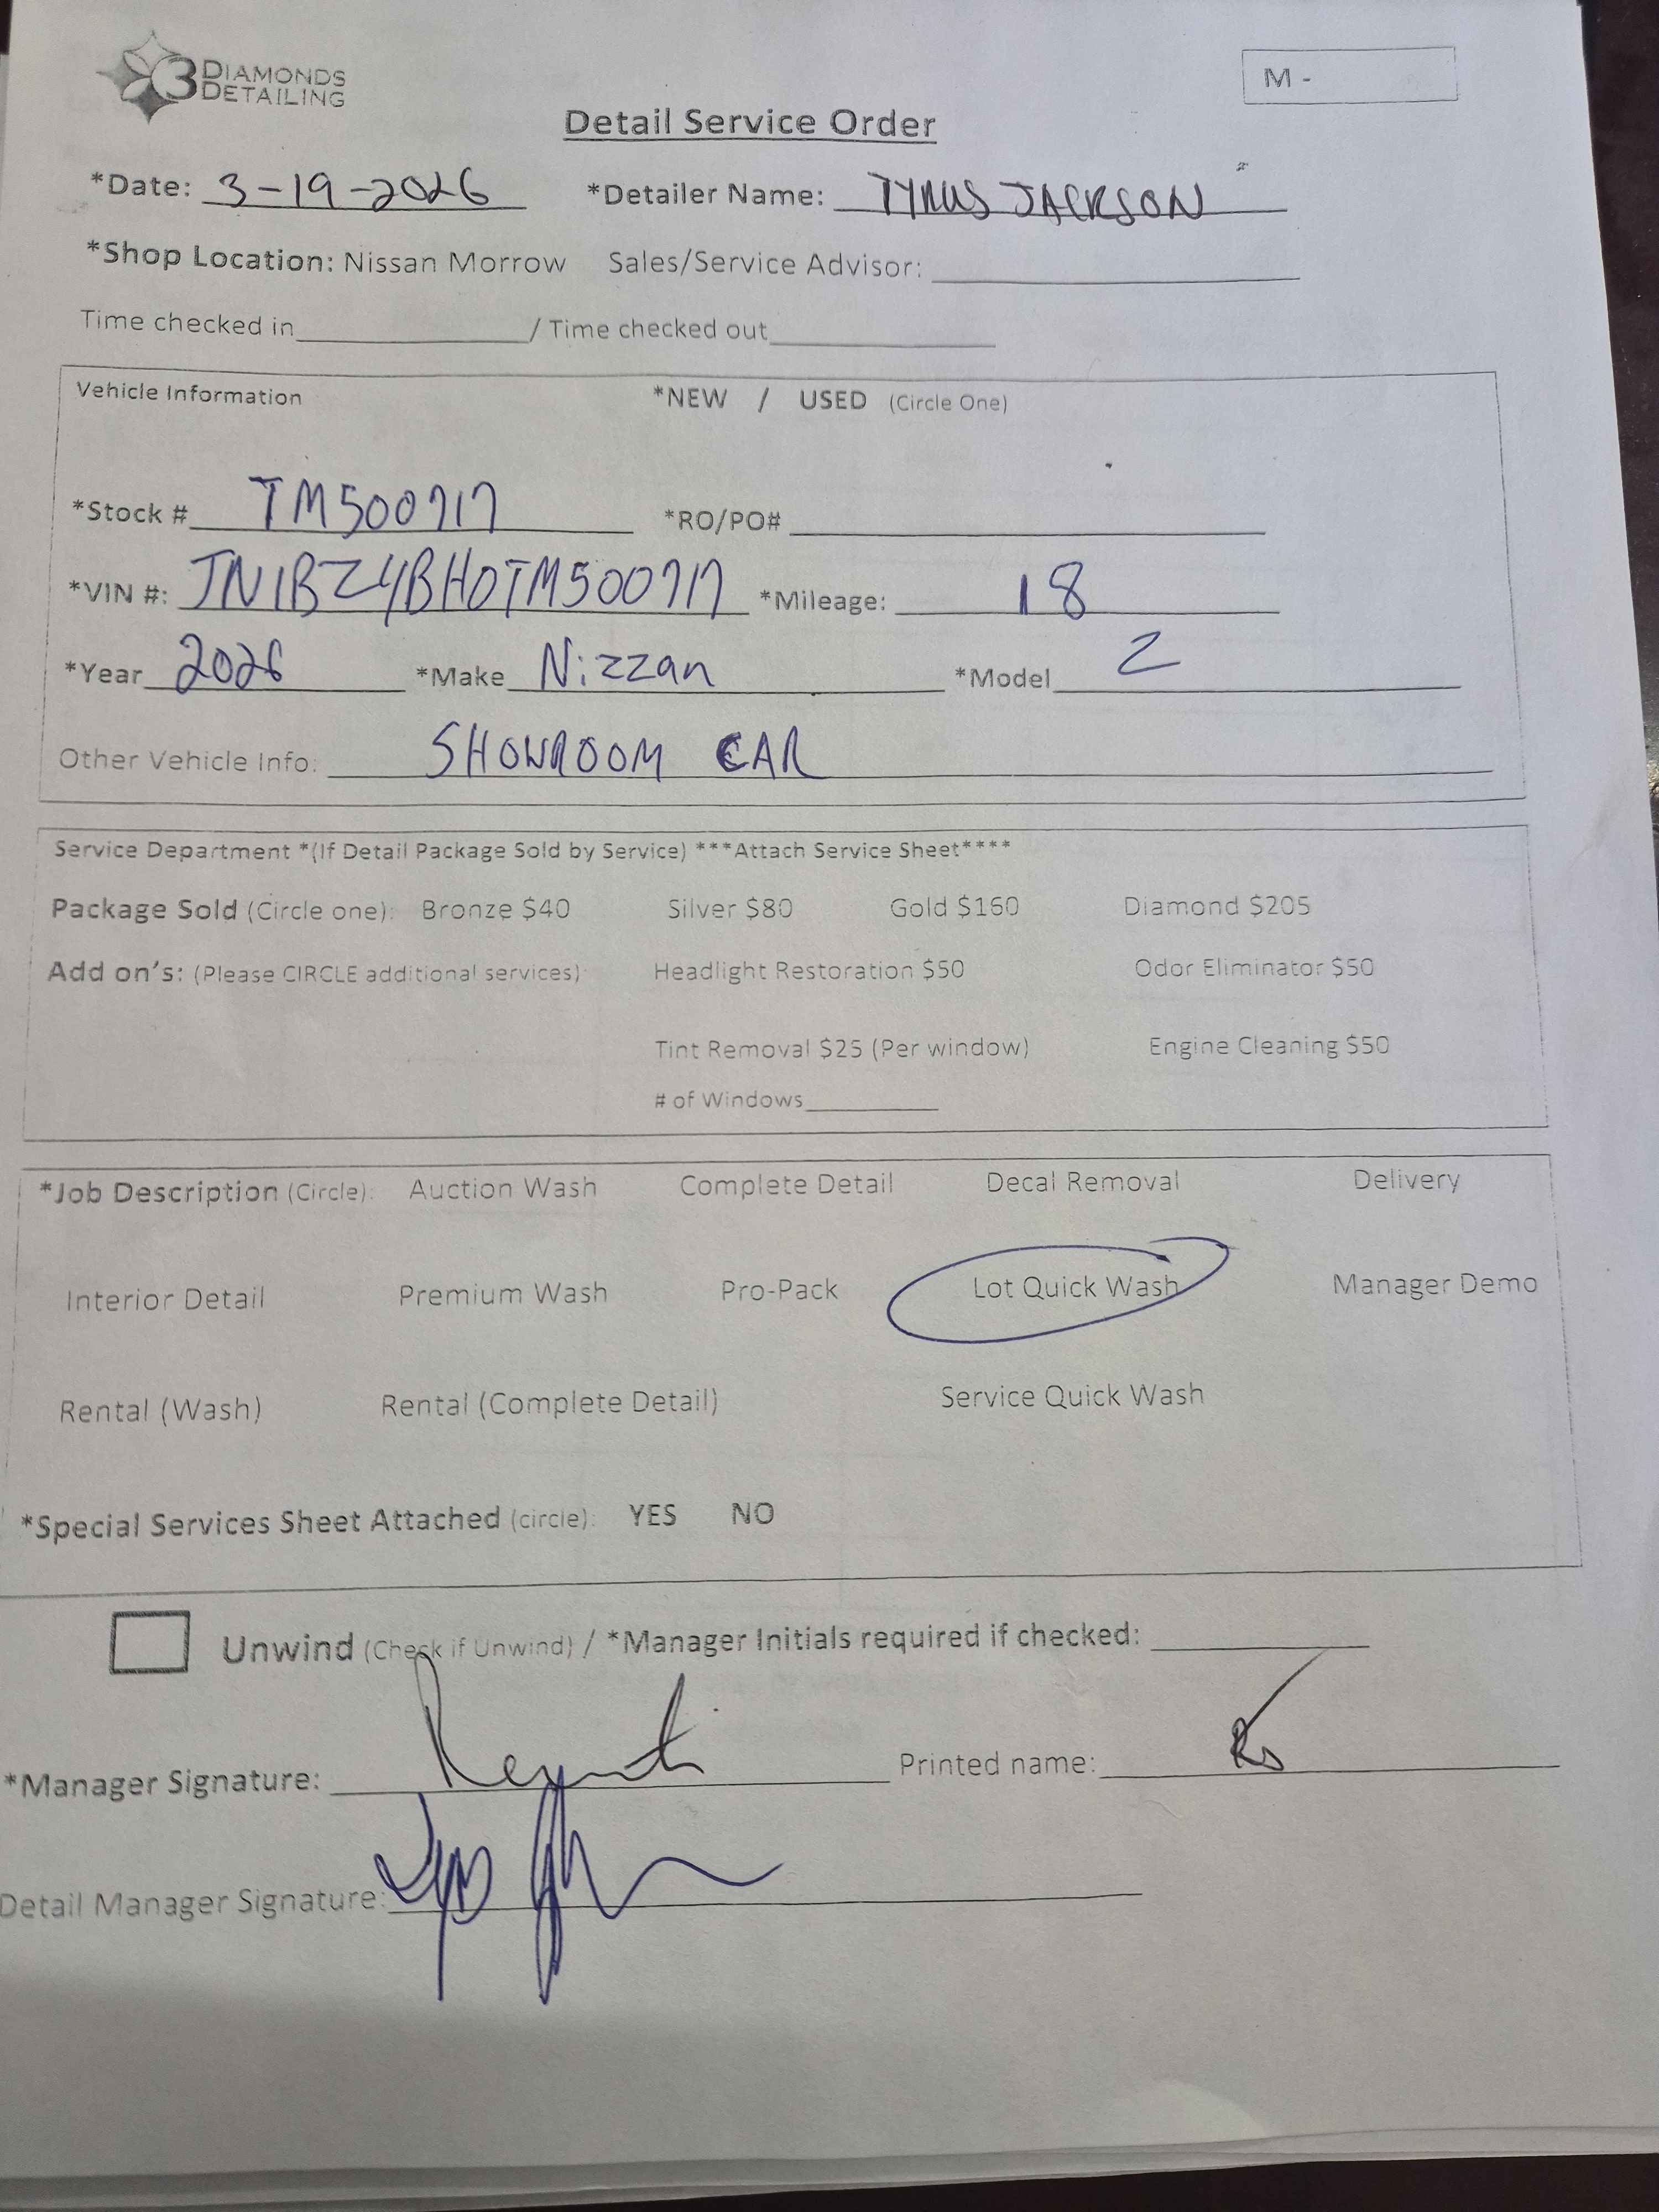 3 DIAMONDS DETAILING
M -
Detail Service Order
*Date: 3-19-2026 *Detailer Name: TYRUS JACKSON
*Shop Location: Nissan Morrow Sales/Service Advisor:
Time checked in / Time checked out
Vehicle Information *NEW / USED (Circle One)
*Stock # TM500717 *RO/PO#
*VIN #: JN1BZ4BH0TM500717 *Mileage: 18
*Year 2026 *Make Nizzan *Model Z
Other Vehicle Info: SHOWROOM CAR
Service Department *(If Detail Package Sold by Service) ***Attach Service Sheet****
Package Sold (Circle one): Bronze $40 Silver $80 Gold $160 Diamond $205
Add on's: (Please CIRCLE additional services) Headlight Restoration $50 Odor Eliminator $50
Tint Removal $25 (Per window) Engine Cleaning $50
# of Windows
*Job Description (Circle): Auction Wash Complete Detail Decal Removal Delivery
Interior Detail Premium Wash Pro-Pack Lot Quick Wash Manager Demo
Rental (Wash) Rental (Complete Detail) Service Quick Wash
*Special Services Sheet Attached (circle): YES NO
Unwind (Check if Unwind) / *Manager Initials required if checked:
*Manager Signature: Printed name:
Detail Manager Signature: